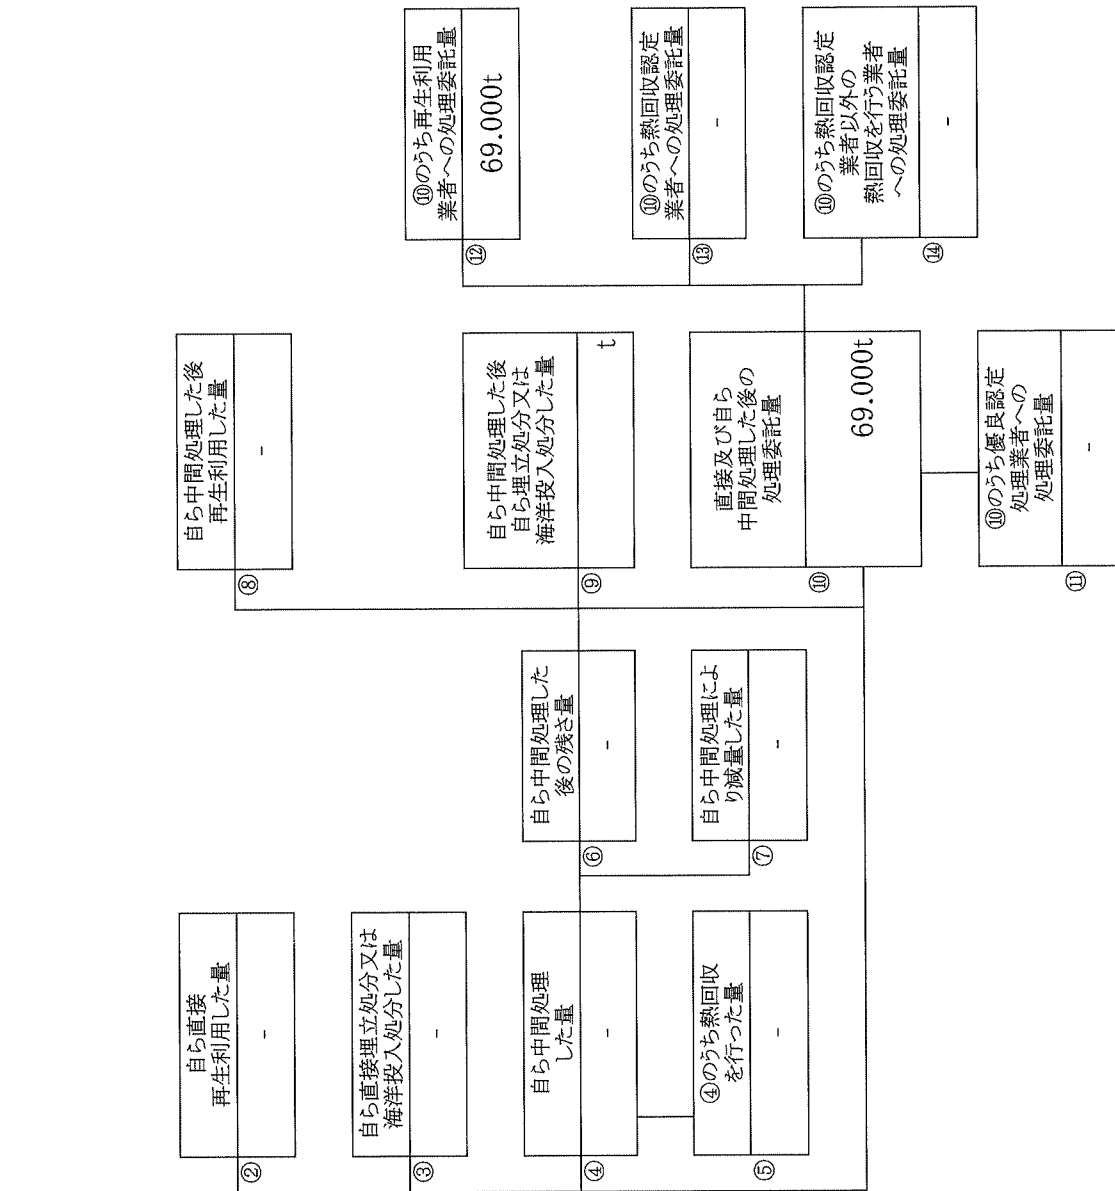 ②
自ら直接
再生利用した量
-
③
自ら直接埋立処分又は
海洋投入処分した量
-
④
自ら中間処理
した量
-
⑤
④のうち熱回収
を行った量
-
⑥
自ら中間処理した
後の残さ量
-
⑦
自ら中間処理によ
り減量した量
-
⑧
自ら中間処理した後
再生利用した量
-
⑨
自ら中間処理した後
自ら埋立処分又は
海洋投入処分した量
t
⑩
直接及び自ら
中間処理した後の
処理委託量
69.000t
⑪
⑩のうち優良認定
処理業者への
処理委託量
-
⑫
⑩のうち再生利用
業者への処理委託量
69.000t
⑬
⑩のうち熱回収認定
業者への処理委託量
-
⑭
⑩のうち熱回収認定
業者以外の
熱回収を行う業者
への処理委託量
-